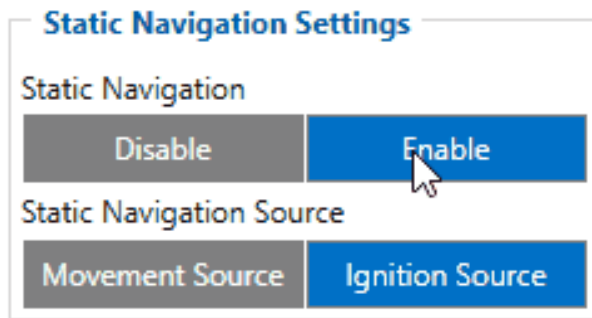 Static Navigation Settings
Static Navigation
Disable Enable
Static Navigation Source
Movement Source Ignition Source